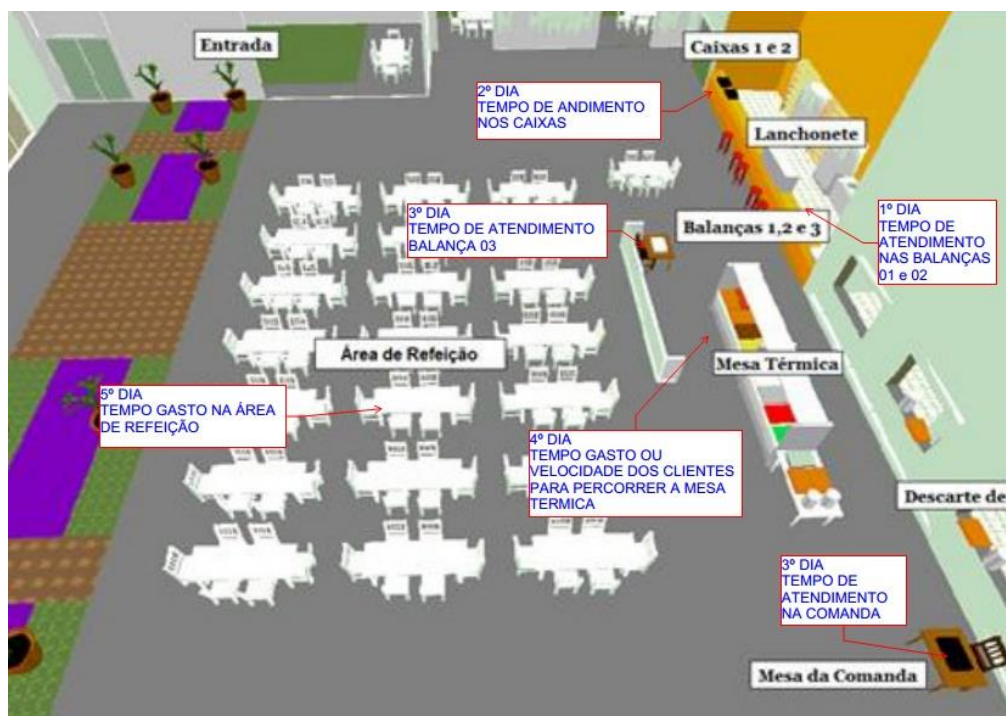 Entrada
Caixas 1 e 2
2º DIA
TEMPO DE ANDIMENTO
NOS CAIXAS
Lanchonete
3º DIA
TEMPO DE ATENDIMENTO
BALANÇA 03
Balanças 1,2 e 3
1º DIA
TEMPO DE
ATENDIMENTO
NAS BALANÇAS
01 e 02
Área de Refeição
Mesa Térmica
5º DIA
TEMPO GASTO NA ÁREA
DE REFEIÇÃO
4º DIA
TEMPO GASTO OU
VELOCIDADE DOS CLIENTES
PARA PERCORRER A MESA
TERMICA
Descarte de
3º DIA
TEMPO DE
ATENDIMENTO
NA COMANDA
Mesa da Comanda